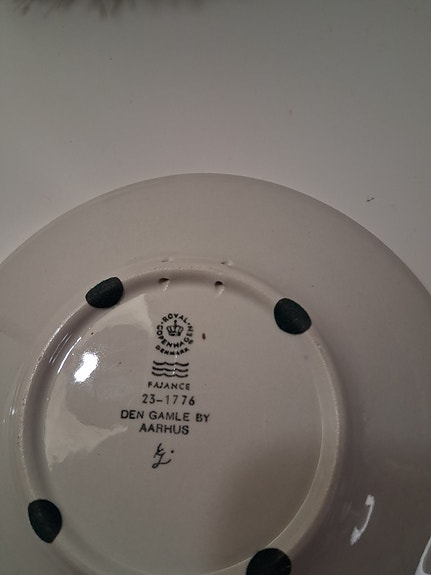 ROYAL
COPENHAGEN
DENMARK
FAJANCE
23-1776
DEN GAMLE BY
AARHUS